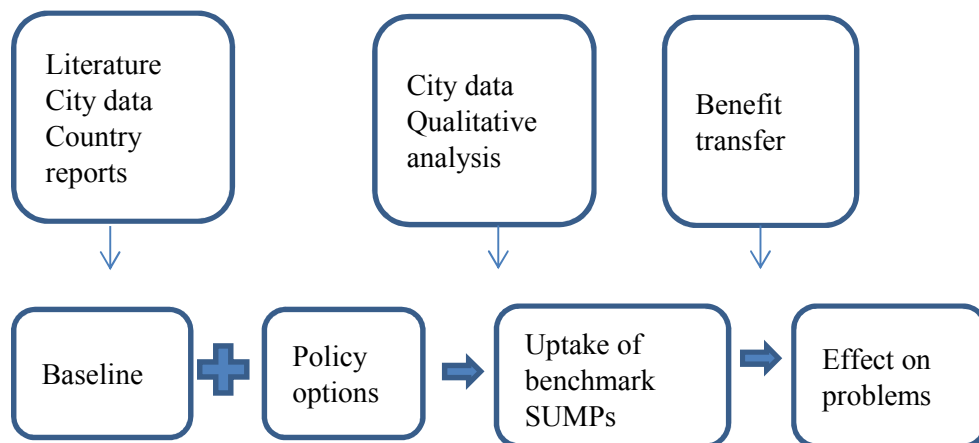 Literature
City data
Country
reports
City data
Qualitative
analysis
Benefit
transfer
Baseline
Policy
options
Uptake of
benchmark
SUMPs
Effect on
problems